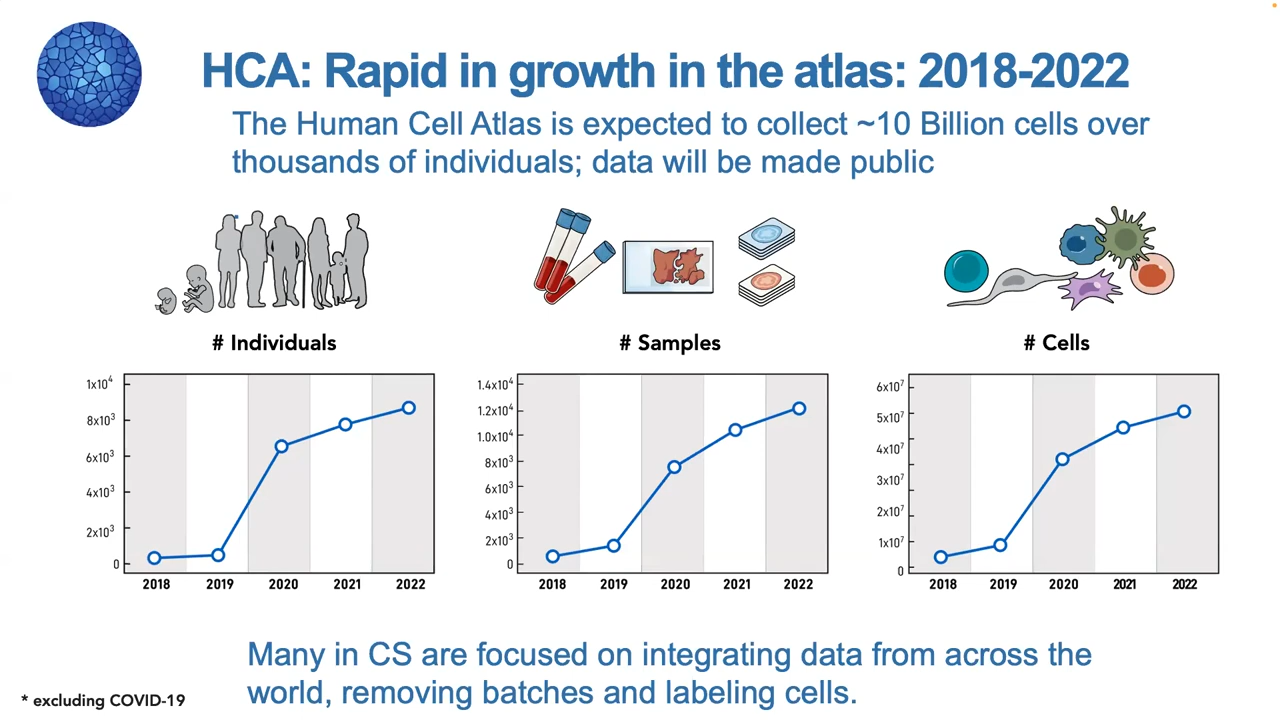 HCA: Rapid in growth in the atlas: 2018-2022
The Human Cell Atlas is expected to collect ~10 Billion cells over
thousands of individuals; data will be made public
# Individuals
1x10⁴
8x10³
6x10³
4x10³
2x10³
0
2018 2019 2020 2021 2022
# Samples
1.4x10⁴
1.2x10⁴
1.0x10⁴
8x10³
6x10³
4x10³
2x10³
0
2018 2019 2020 2021 2022
# Cells
6x10⁷
5x10⁷
4x10⁷
3x10⁷
2x10⁷
1x10⁷
0
2018 2019 2020 2021 2022
Many in CS are focused on integrating data from across the
world, removing batches and labeling cells.
* excluding COVID-19